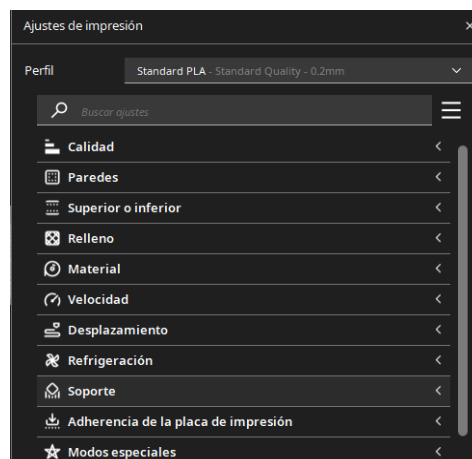 Ajustes de impresión
Perfil
Standard PLA - Standard Quality - 0.2mm
Buscar ajustes
Calidad
Paredes
Superior o inferior
Relleno
Material
Velocidad
Desplazamiento
Refrigeración
Soporte
Adherencia de la placa de impresión
Modos especiales